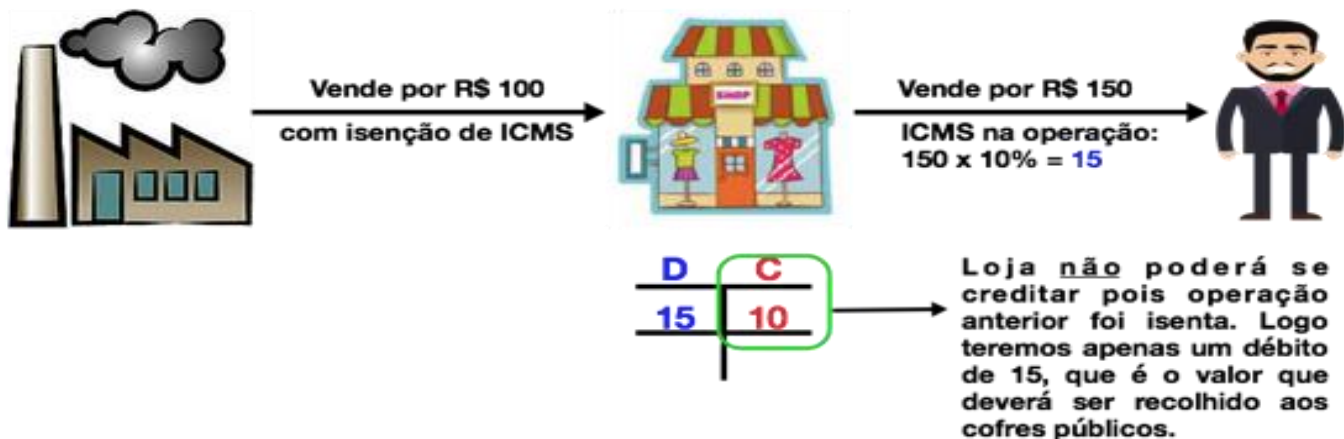 Vende por R$ 100
com isenção de ICMS
SHOP
Vende por R$ 150
ICMS na operação:
150 x 10% = 15
D C
15 10
Loja não poderá se
creditar pois operação
anterior foi isenta. Logo
teremos apenas um débito
de 15, que é o valor que
deverá ser recolhido aos
cofres públicos.